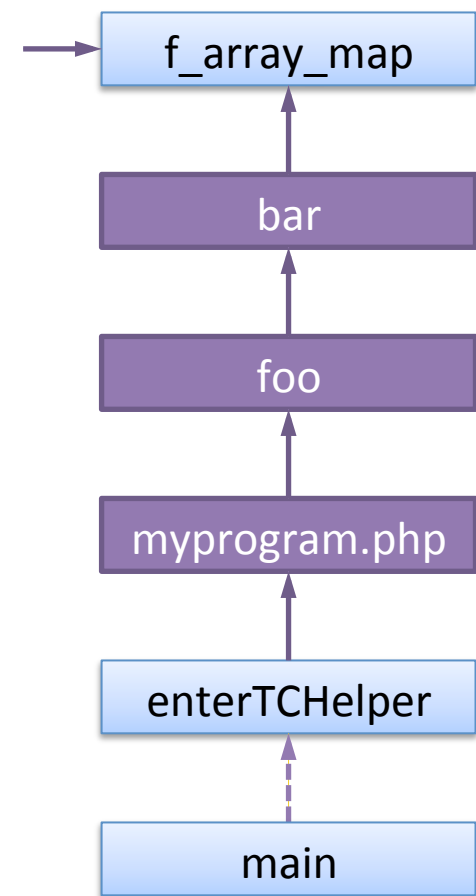 f_array_map
bar
foo
myprogram.php
enterTCHelper
main